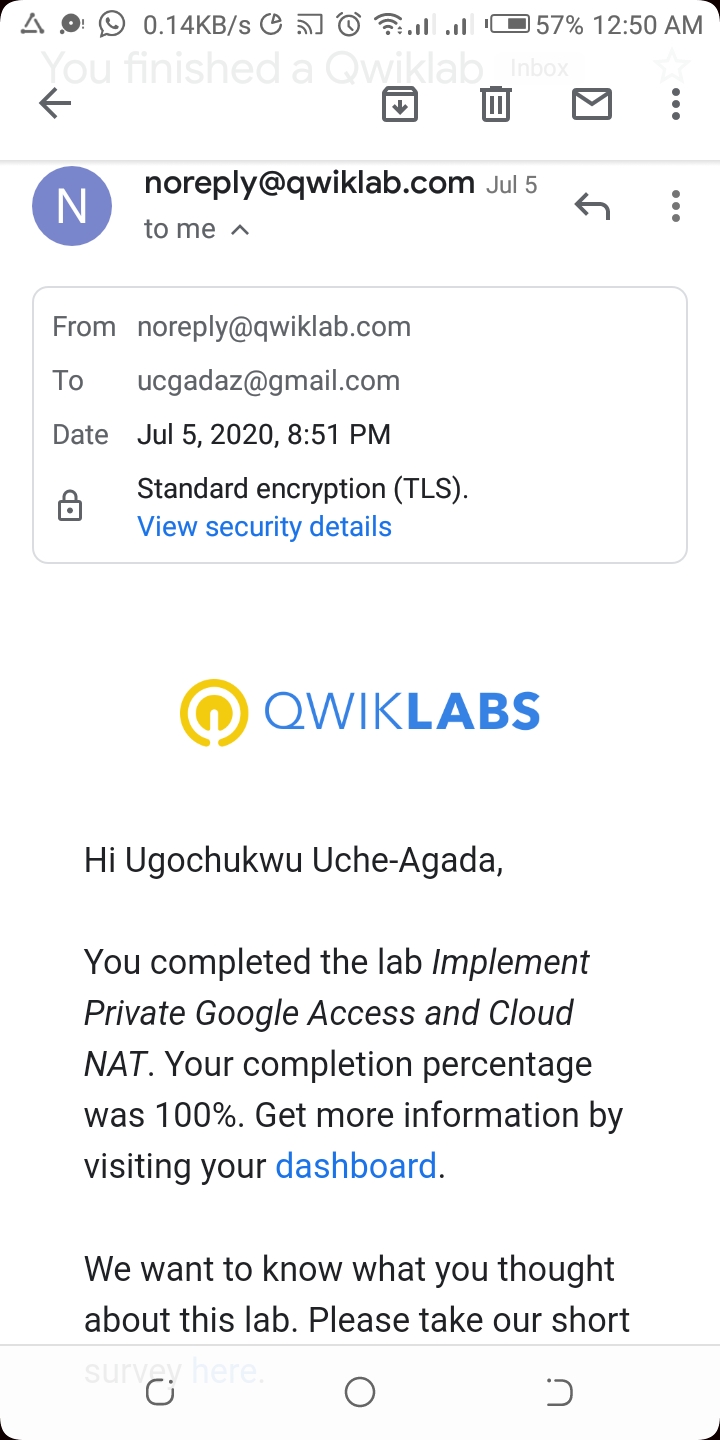 0.14KB/s 57% 12:50 AM
You finished a Qwiklab Inbox
N
noreply@qwiklab.com Jul 5
to me
From noreply@qwiklab.com
To ucgadaz@gmail.com
Date Jul 5, 2020, 8:51 PM
Standard encryption (TLS).
View security details
QWIKLABS
Hi Ugochukwu Uche-Agada,
You completed the lab Implement
Private Google Access and Cloud
NAT. Your completion percentage
was 100%. Get more information by
visiting your dashboard.
We want to know what you thought
about this lab. Please take our short
survey here.